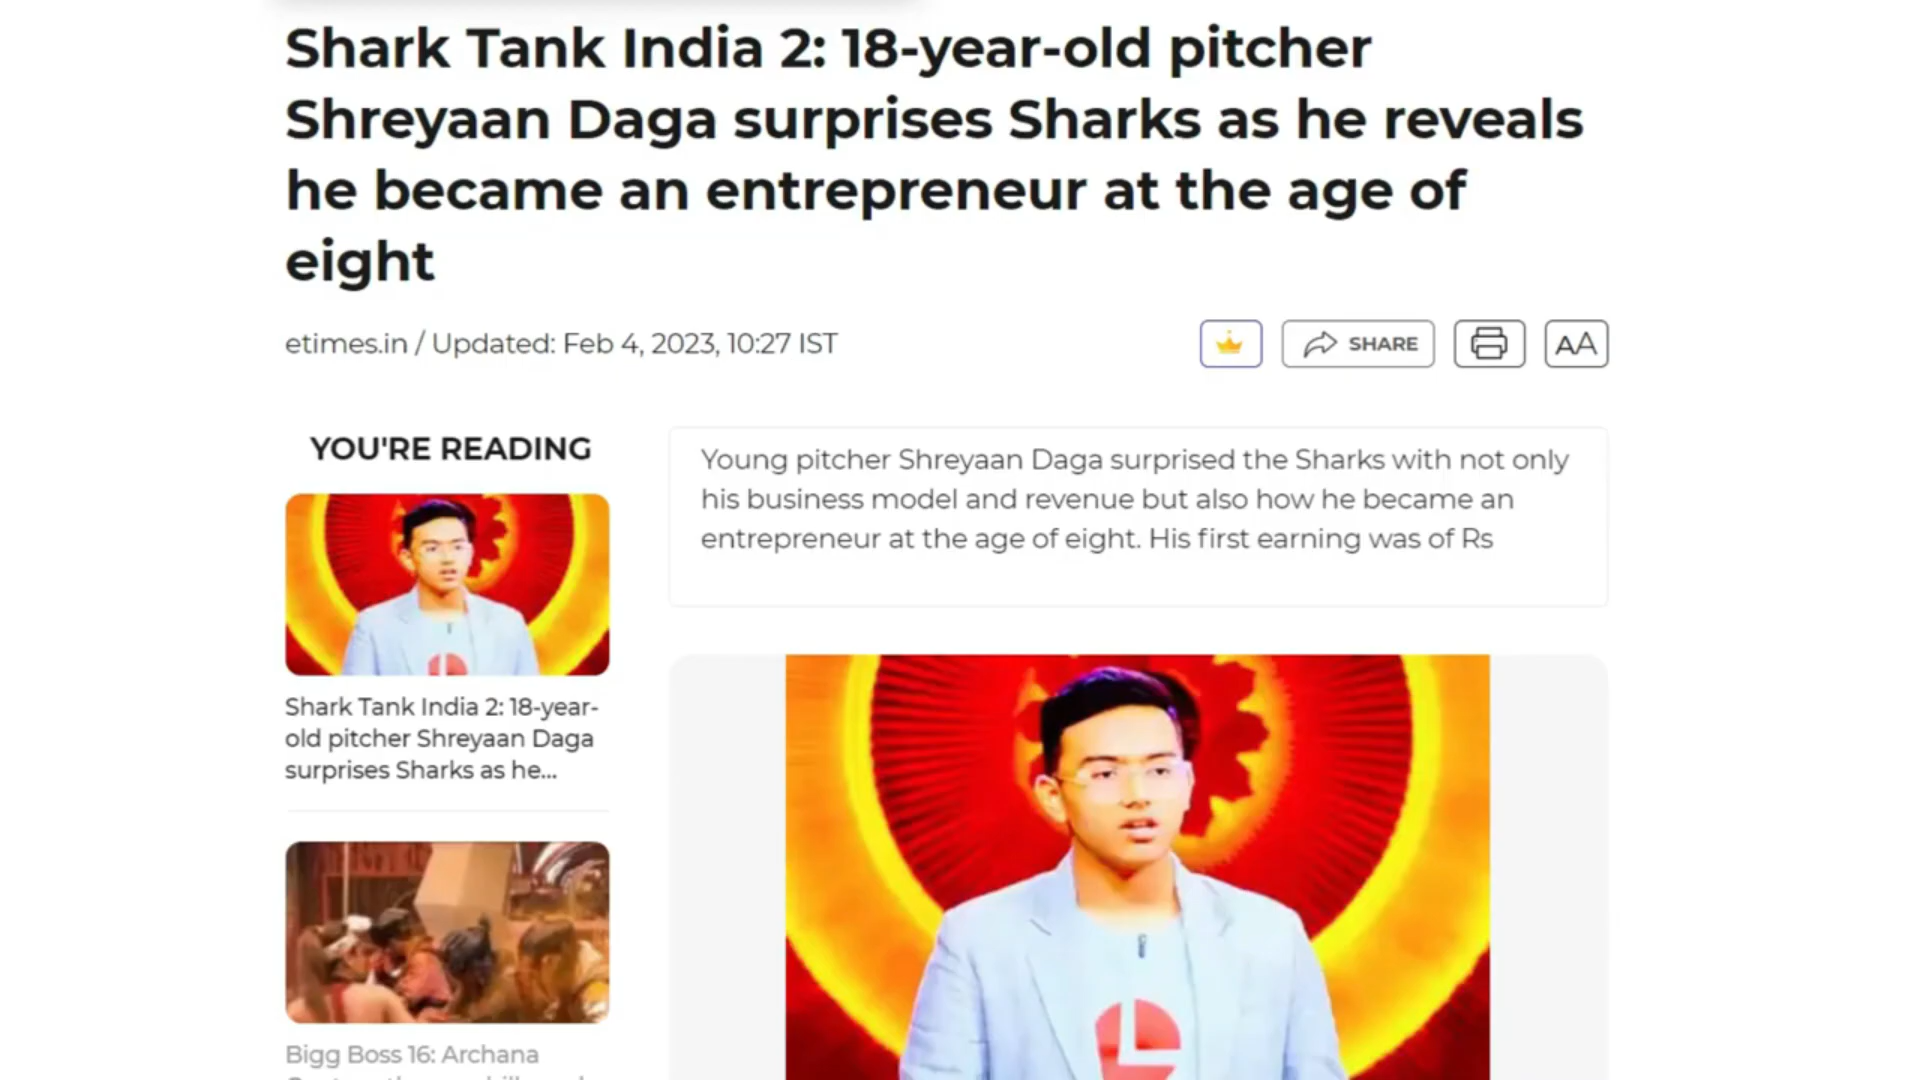 Shark Tank India 2: 18-year-old pitcher
Shreyaan Daga surprises Sharks as he reveals
he became an entrepreneur at the age of
eight
etimes.in / Updated: Feb 4, 2023, 10:27 IST
SHARE
AA
YOU'RE READING
Shark Tank India 2: 18-year-
old pitcher Shreyaan Daga
surprises Sharks as he...
Bigg Boss 16: Archana
Young pitcher Shreyaan Daga surprised the Sharks with not only
his business model and revenue but also how he became an
entrepreneur at the age of eight. His first earning was of Rs